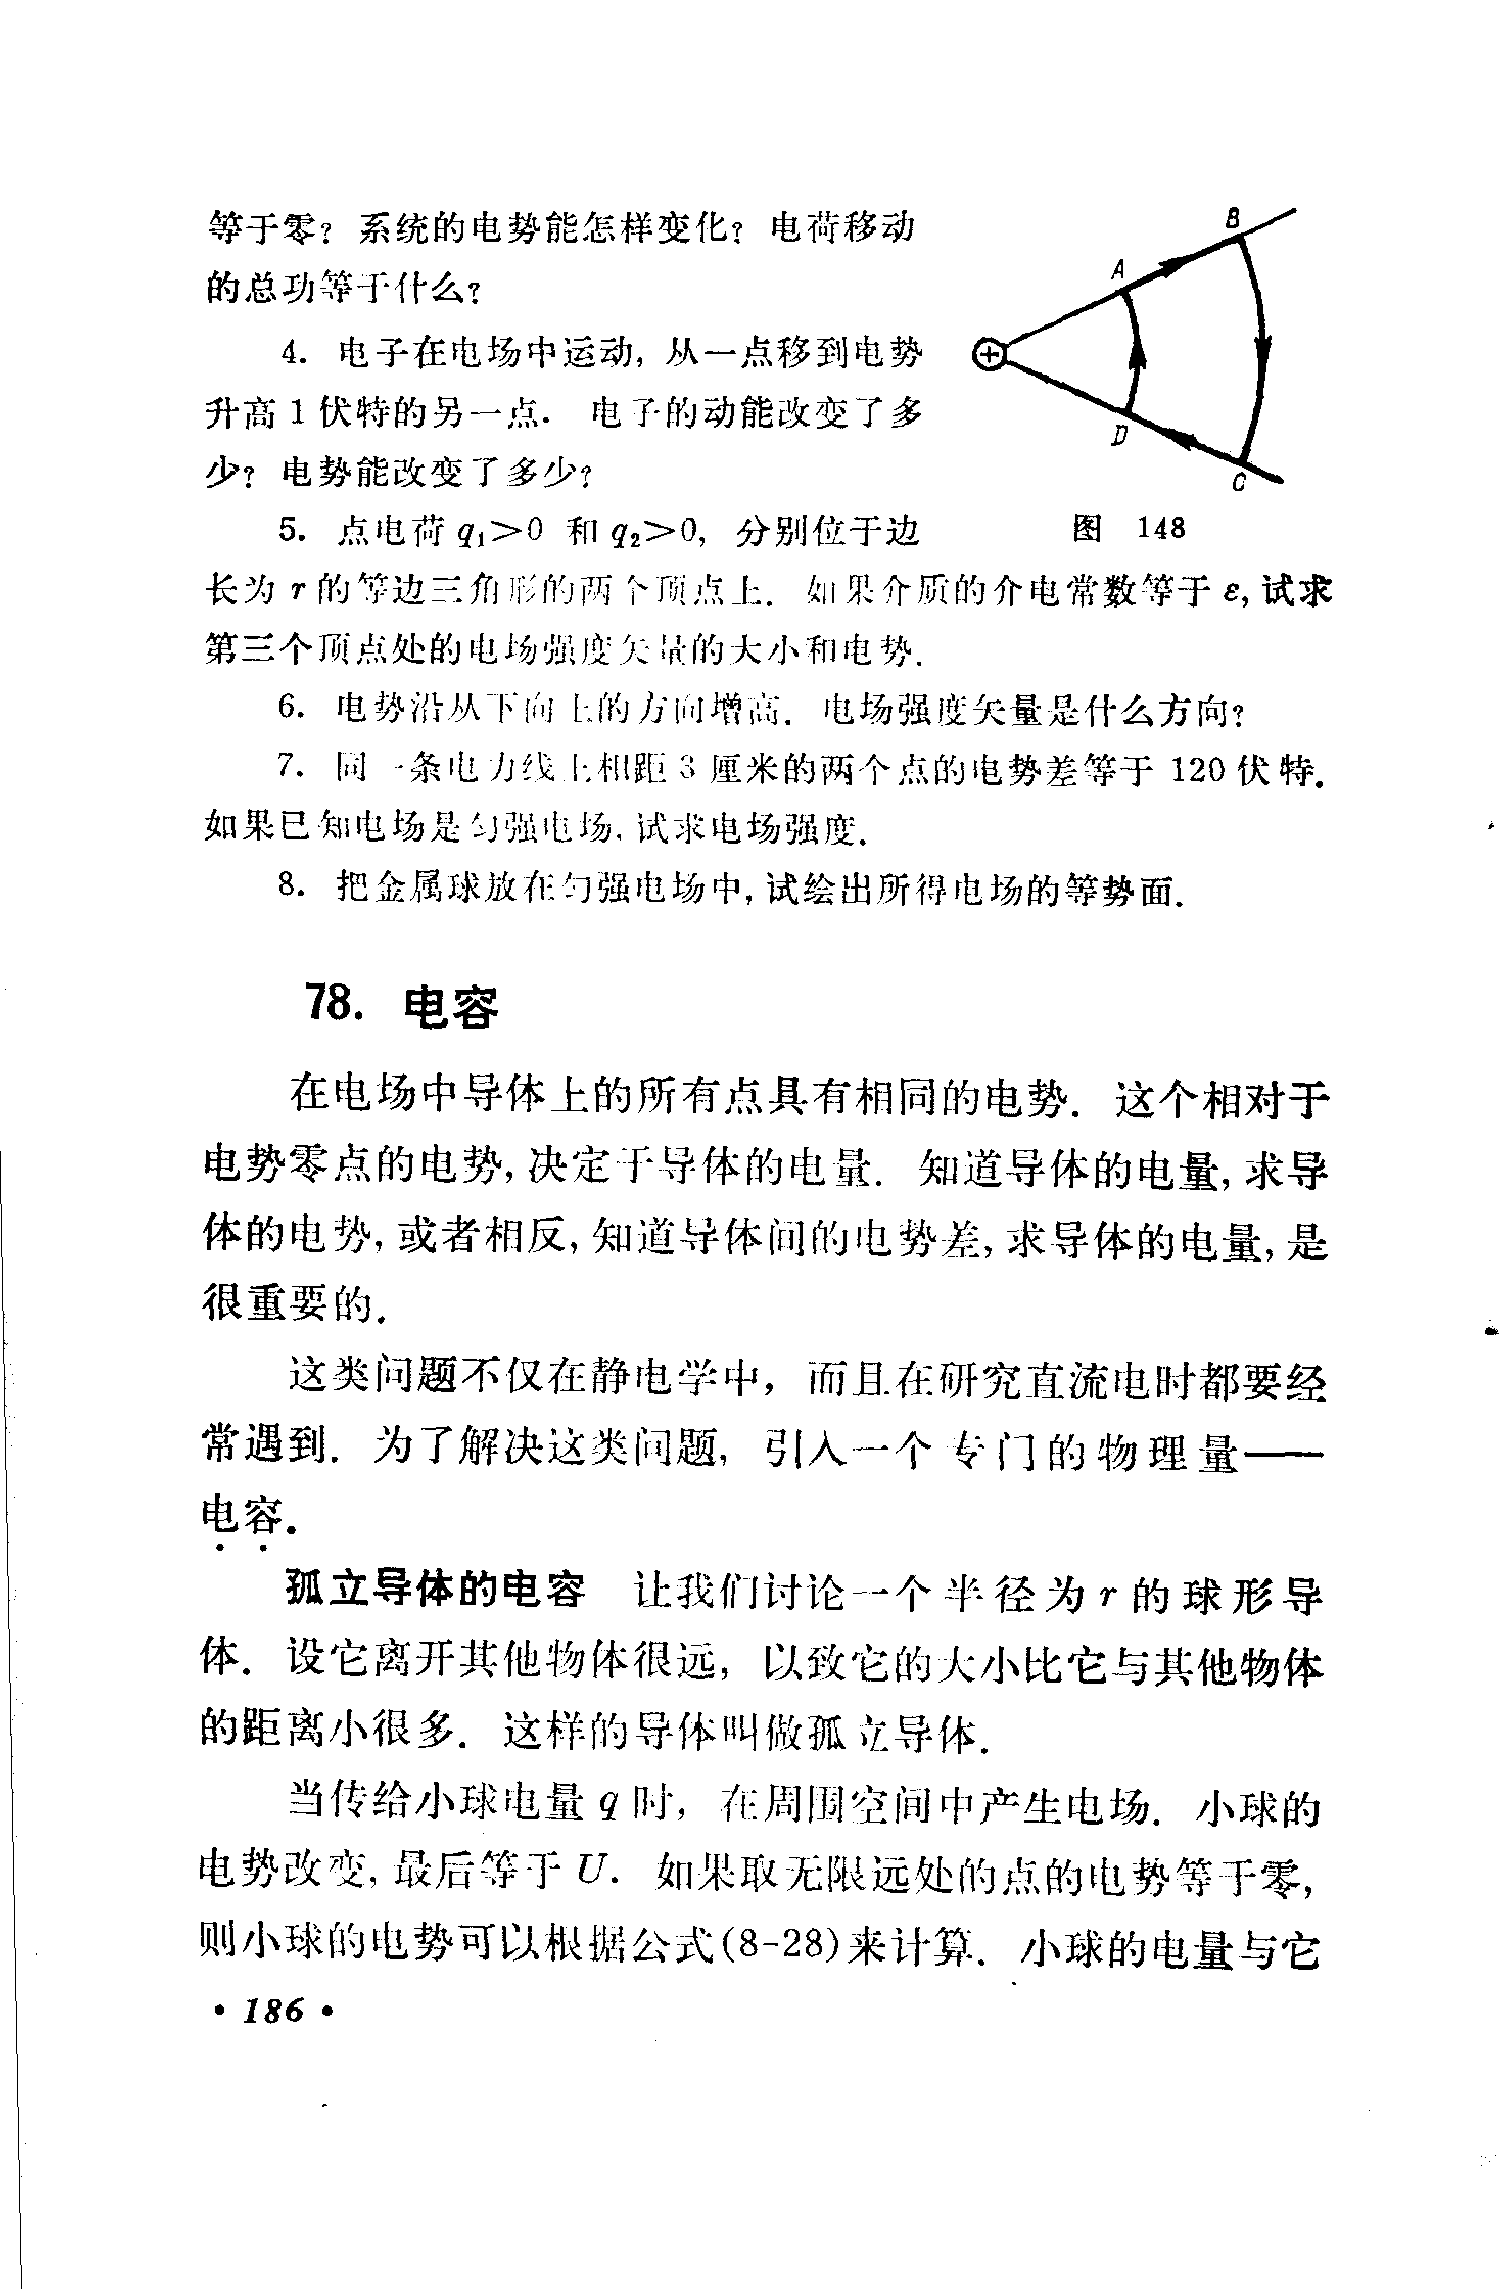 等于零? 系统的电势能怎样变化? 电荷移动
的总功等于什么?
4. 电子在电场中运动, 从一点移到电势
升高 1 伏特的另一点. 电子的动能改变了多
少? 电势能改变了多少?
B
A
D
C
图 148
5. 点电荷 q₁>0 和 q₂>0, 分别位于边
长为 r 的等边三角形的两个顶点上. 如果介质的介电常数等于 ε, 试求
第三个顶点处的电场强度矢量的大小和电势.
6. 电势沿从下向上的方向增高. 电场强度矢量是什么方向?
7. 同一条电力线上相距 3 厘米的两个点的电势差等于 120 伏特.
如果已知电场是匀强电场, 试求电场强度.
8. 把金属球放在匀强电场中, 试绘出所得电场的等势面.
78. 电容
在电场中导体上的所有点具有相同的电势. 这个相对于
电势零点的电势, 决定于导体的电量. 知道导体的电量, 求导
体的电势, 或者相反, 知道导体间的电势差, 求导体的电量, 是
很重要的.
这类问题不仅在静电学中, 而且在研究直流电时都要经
常遇到. 为了解决这类问题, 引入一个专门的物理量——
电容.
孤立导体的电容 让我们讨论一个半径为 r 的球形导
体. 设它离开其他物体很远, 以致它的大小比它与其他物体
的距离小很多. 这样的导体叫做孤立导体.
当传给小球电量 q 时, 在周围空间中产生电场. 小球的
电势改变, 最后等于 U. 如果取无限远处的点的电势等于零,
则小球的电势可以根据公式(8-28)来计算. 小球的电量与它
• 186 •